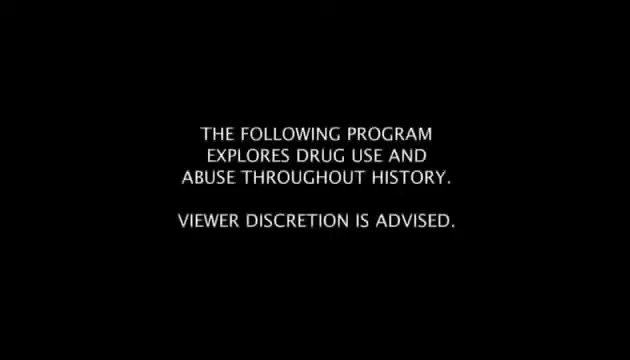 THE FOLLOWING PROGRAM
EXPLORES DRUG USE AND
ABUSE THROUGHOUT HISTORY.
VIEWER DISCRETION IS ADVISED.